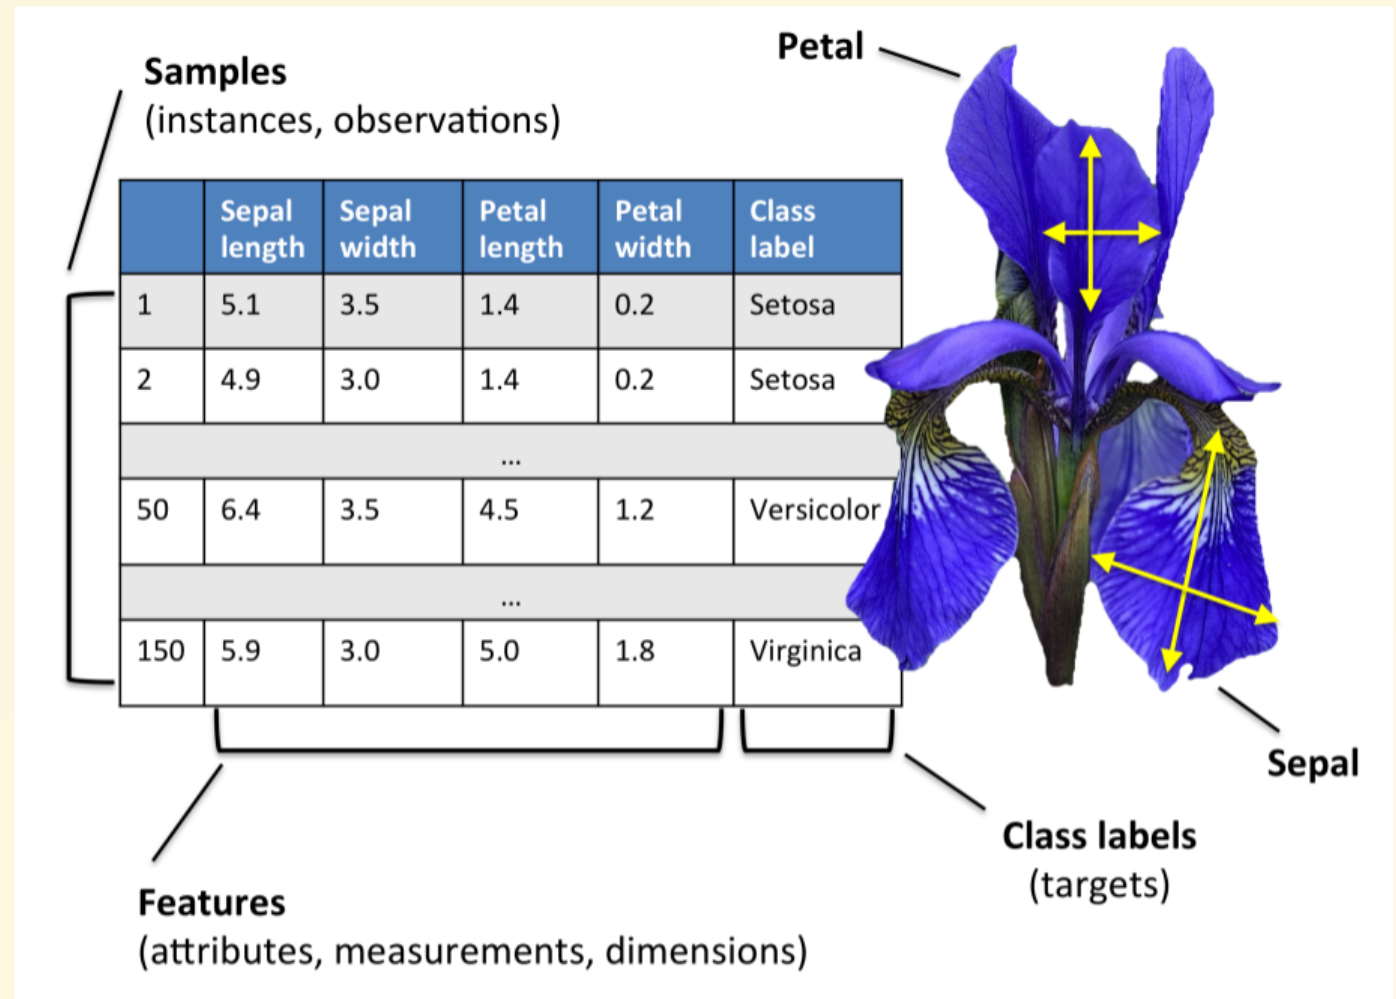 Petal
Samples
(instances, observations)
Sepal length Sepal width Petal length Petal width Class label
1 5.1 3.5 1.4 0.2 Setosa
2 4.9 3.0 1.4 0.2 Setosa
...
50 6.4 3.5 4.5 1.2 Versicolor
...
150 5.9 3.0 5.0 1.8 Virginica
Sepal
Class labels
(targets)
Features
(attributes, measurements, dimensions)